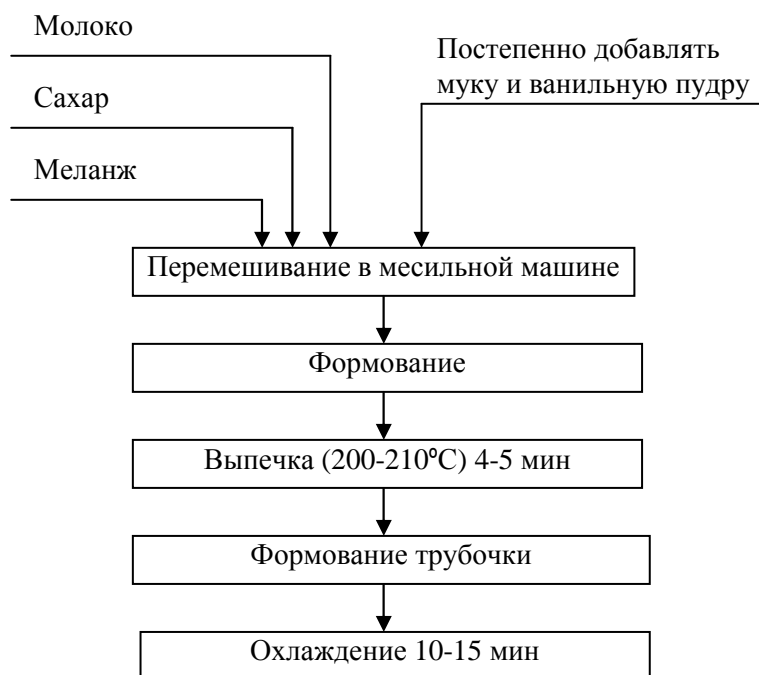 Молоко
Постепенно добавлять
муку и ванильную пудру
Сахар
Меланж
Перемешивание в месильной машине
Формование
Выпечка (200-210⁰С) 4-5 мин
Формование трубочки
Охлаждение 10-15 мин